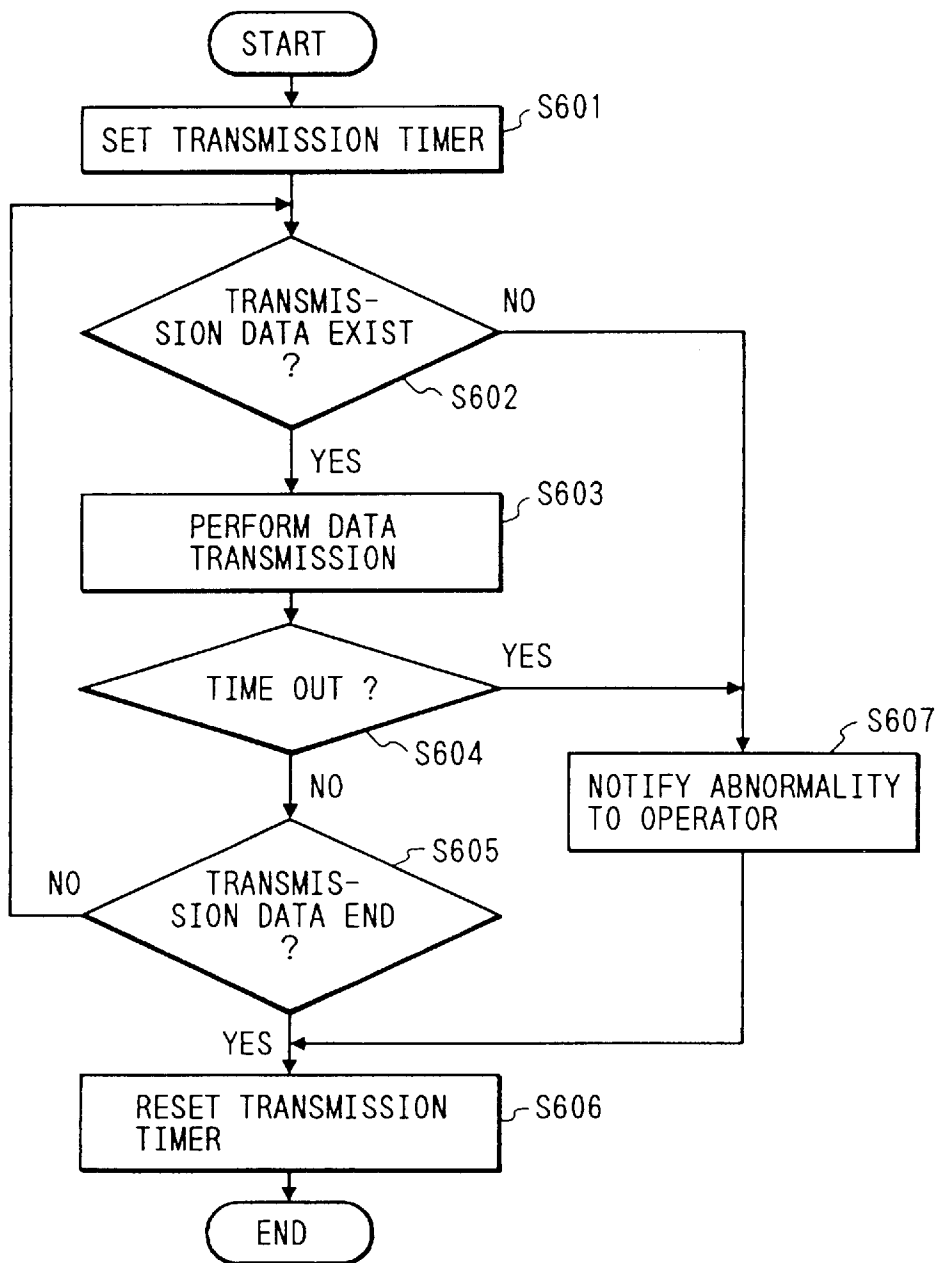 START
S601
SET TRANSMISSION TIMER
NO
TRANSMIS-
SION DATA EXIST
?
S602
YES
S603
PERFORM DATA
TRANSMISSION
YES
TIME OUT ?
S604
S607
NO
NOTIFY ABNORMALITY
TO OPERATOR
S605
NO
TRANSMIS-
SION DATA END
?
YES
RESET TRANSMISSION
TIMER
S606
END